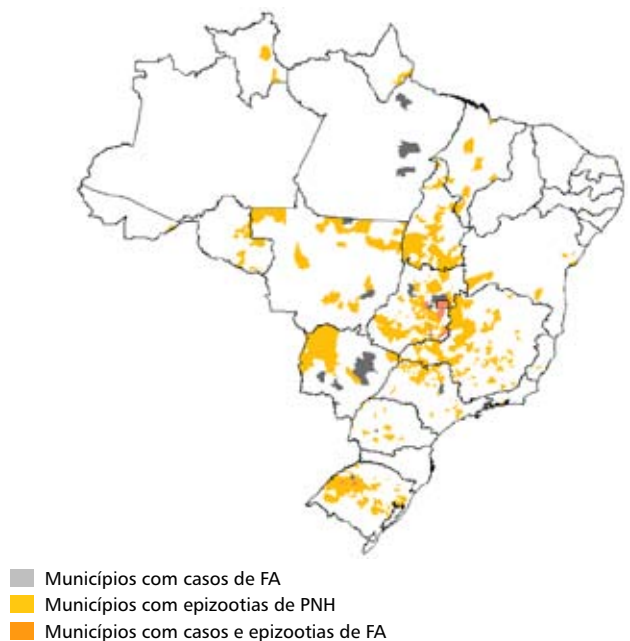 Municípios com casos de FA
Municípios com epizootias de PNH
Municípios com casos e epizootias de FA